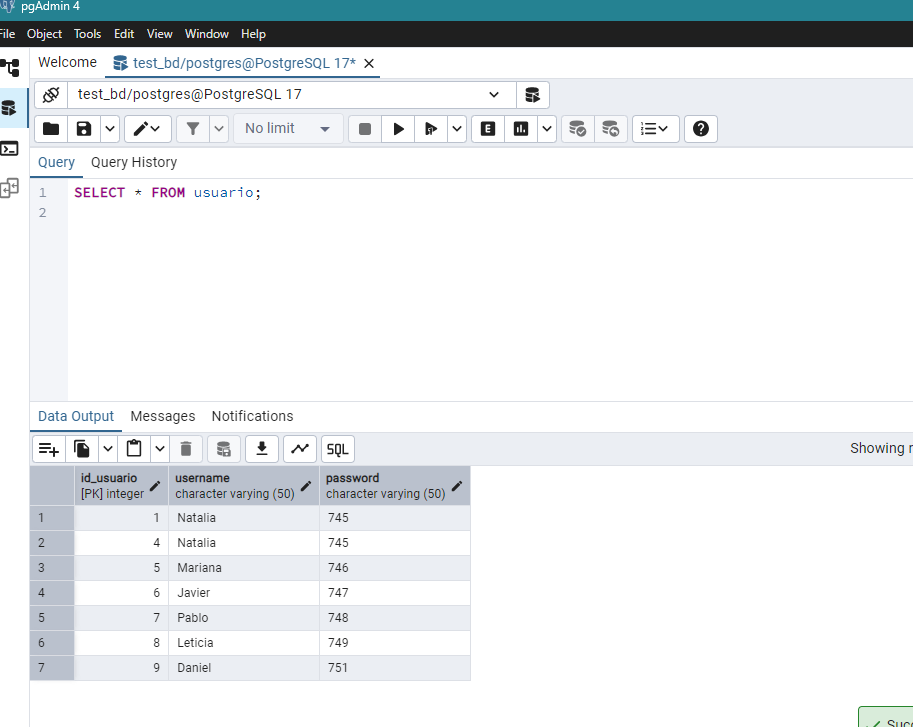 pgAdmin 4
File Object Tools Edit View Window Help
Welcome test_bd/postgres@PostgreSQL 17*
test_bd/postgres@PostgreSQL 17
No limit E
Query Query History
1 SELECT * FROM usuario;
2
Data Output Messages Notifications
SQL Showing
id_usuario username password
[PK] integer character varying (50) character varying (50)
1 1 Natalia 745
2 4 Natalia 745
3 5 Mariana 746
4 6 Javier 747
5 7 Pablo 748
6 8 Leticia 749
7 9 Daniel 751